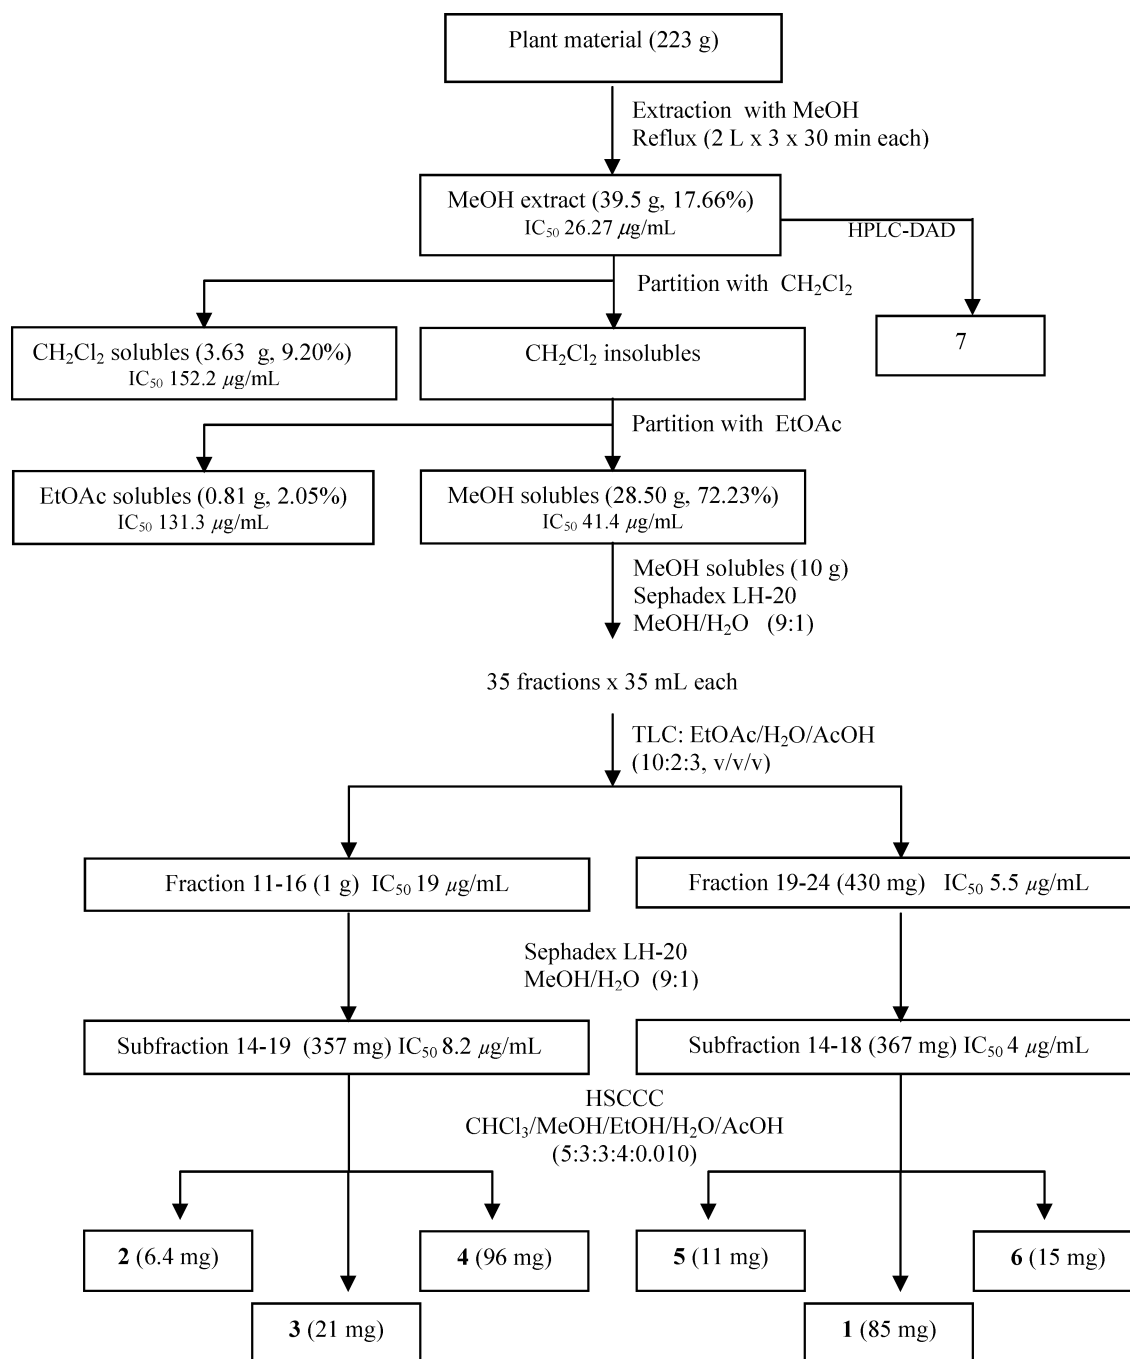 Plant material (223 g)
Extraction with MeOH
Reflux (2 L x 3 x 30 min each)
MeOH extract (39.5 g, 17.66%)
IC₅₀ 26.27 µg/mL
HPLC-DAD
Partition with CH₂Cl₂
CH₂Cl₂ solubles (3.63 g, 9.20%)
IC₅₀ 152.2 µg/mL
CH₂Cl₂ insolubles
7
Partition with EtOAc
EtOAc solubles (0.81 g, 2.05%)
IC₅₀ 131.3 µg/mL
MeOH solubles (28.50 g, 72.23%)
IC₅₀ 41.4 µg/mL
MeOH solubles (10 g)
Sephadex LH-20
MeOH/H₂O (9:1)
35 fractions x 35 mL each
TLC: EtOAc/H₂O/AcOH
(10:2:3, v/v/v)
Fraction 11-16 (1 g) IC₅₀ 19 µg/mL
Fraction 19-24 (430 mg) IC₅₀ 5.5 µg/mL
Sephadex LH-20
MeOH/H₂O (9:1)
Subfraction 14-19 (357 mg) IC₅₀ 8.2 µg/mL
Subfraction 14-18 (367 mg) IC₅₀ 4 µg/mL
HSCCC
CHCl₃/MeOH/EtOH/H₂O/AcOH
(5:3:3:4:0.010)
2 (6.4 mg)
4 (96 mg)
5 (11 mg)
6 (15 mg)
3 (21 mg)
1 (85 mg)